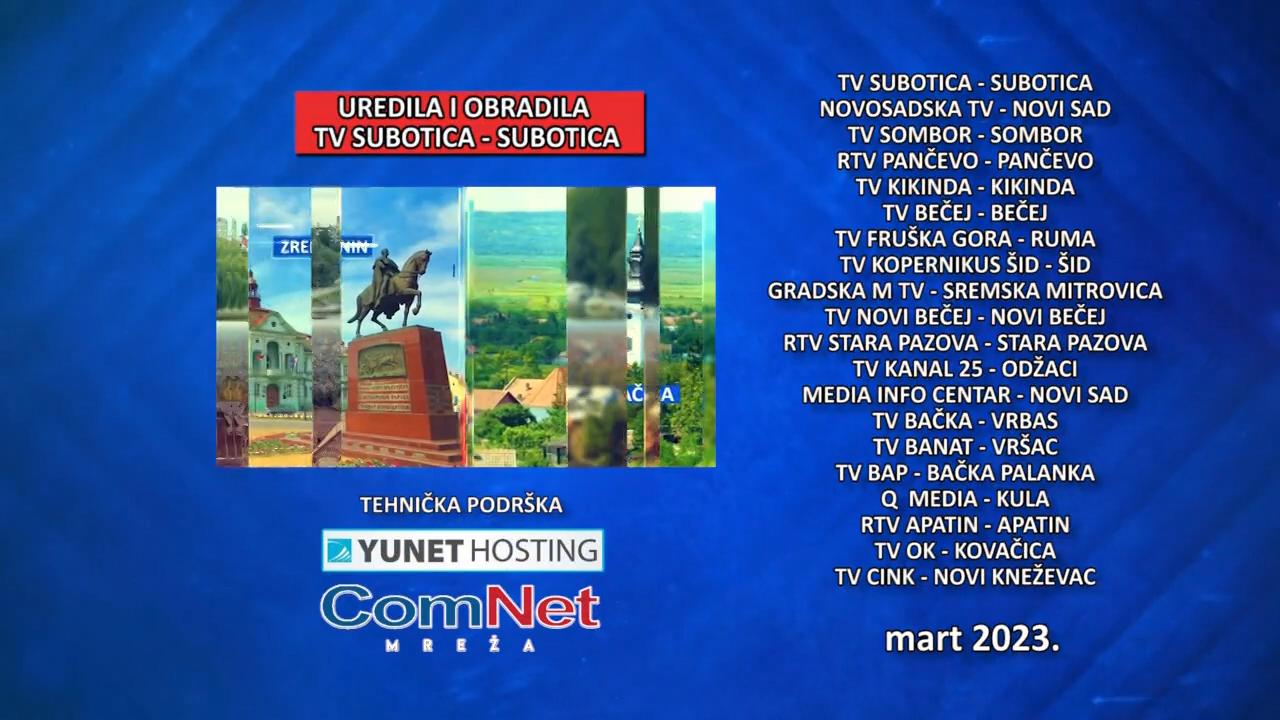 UREDILA I OBRADILA
TV SUBOTICA - SUBOTICA
TEHNIČKA PODRŠKA
YUNET HOSTING
ComNet
MREŽA
TV SUBOTICA - SUBOTICA
NOVOSADSKA TV - NOVI SAD
TV SOMBOR - SOMBOR
RTV PANČEVO - PANČEVO
TV KIKINDA - KIKINDA
TV BEČEJ - BEČEJ
TV FRUŠKA GORA - RUMA
TV KOPERNIKUS ŠID - ŠID
GRADSKA M TV - SREMSKA MITROVICA
TV NOVI BEČEJ - NOVI BEČEJ
RTV STARA PAZOVA - STARA PAZOVA
TV KANAL 25 - ODŽACI
MEDIA INFO CENTAR - NOVI SAD
TV BAČKA - VRBAS
TV BANAT - VRŠAC
TV BAP - BAČKA PALANKA
Q MEDIA - KULA
RTV APATIN - APATIN
TV OK - KOVAČICA
TV CINK - NOVI KNEŽEVAC
mart 2023.